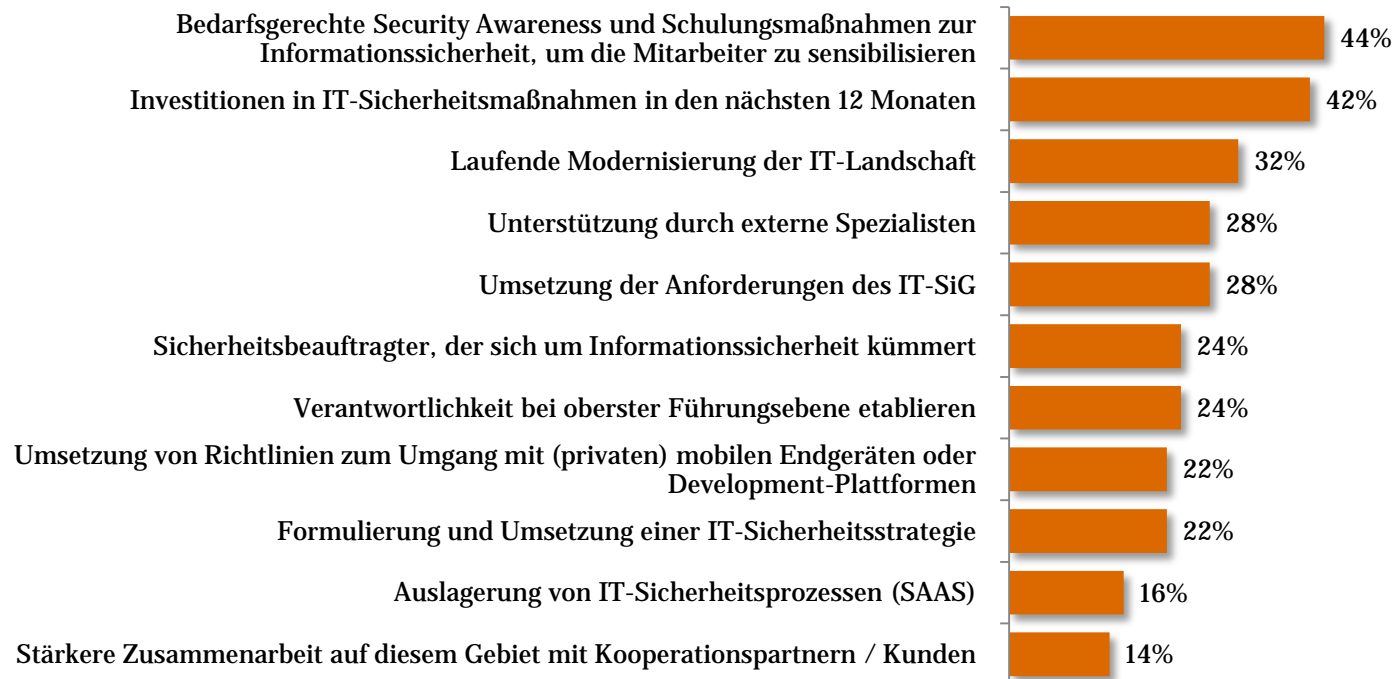 Bedarfsgerechte Security Awareness und Schulungsmaßnahmen zur
Informationssicherheit, um die Mitarbeiter zu sensibilisieren
44%
Investitionen in IT-Sicherheitsmaßnahmen in den nächsten 12 Monaten
42%
Laufende Modernisierung der IT-Landschaft
32%
Unterstützung durch externe Spezialisten
28%
Umsetzung der Anforderungen des IT-SiG
28%
Sicherheitsbeauftragter, der sich um Informationssicherheit kümmert
24%
Verantwortlichkeit bei oberster Führungsebene etablieren
24%
Umsetzung von Richtlinien zum Umgang mit (privaten) mobilen Endgeräten oder
Development-Plattformen
22%
Formulierung und Umsetzung einer IT-Sicherheitsstrategie
22%
Auslagerung von IT-Sicherheitsprozessen (SAAS)
16%
Stärkere Zusammenarbeit auf diesem Gebiet mit Kooperationspartnern / Kunden
14%